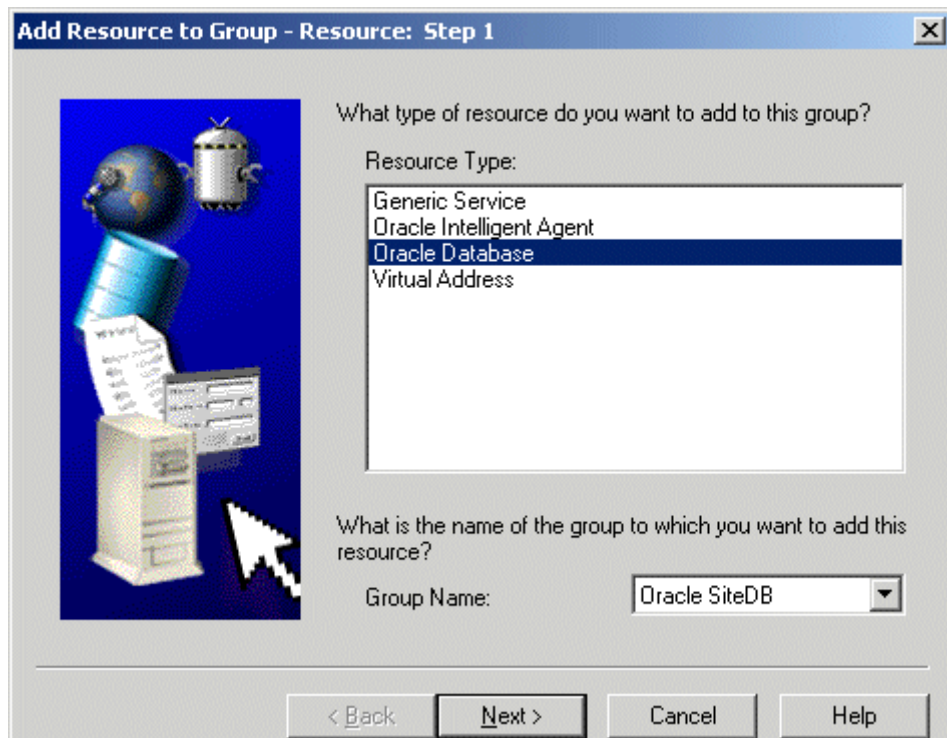 Add Resource to Group - Resource: Step 1
What type of resource do you want to add to this group?
Resource Type:
Generic Service
Oracle Intelligent Agent
Oracle Database
Virtual Address
What is the name of the group to which you want to add this
resource?
Group Name:
Oracle SiteDB
< Back
Next >
Cancel
Help